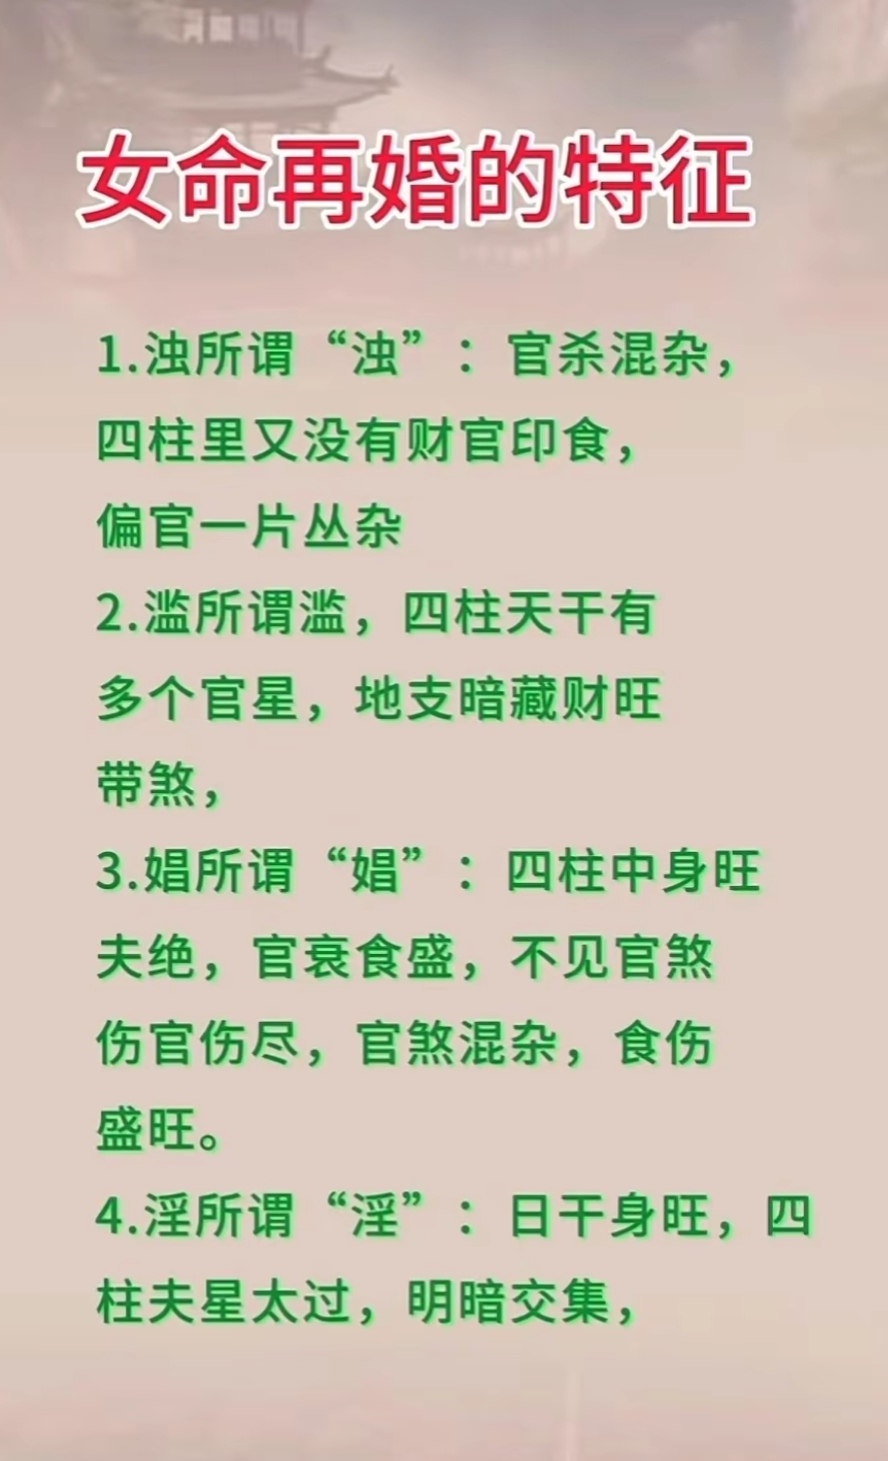 女命再婚的特征
1.浊所谓“浊”：官杀混杂，
四柱里又没有财官印食，
偏官一片丛杂
2.滥所谓滥，四柱天干有
多个官星，地支暗藏财旺
带煞，
3.娼所谓“娼”：四柱中身旺
夫绝，官衰食盛，不见官煞
伤官伤尽，官煞混杂，食伤
盛旺。
4.淫所谓“淫”：日干身旺，四
柱夫星太过，明暗交集，